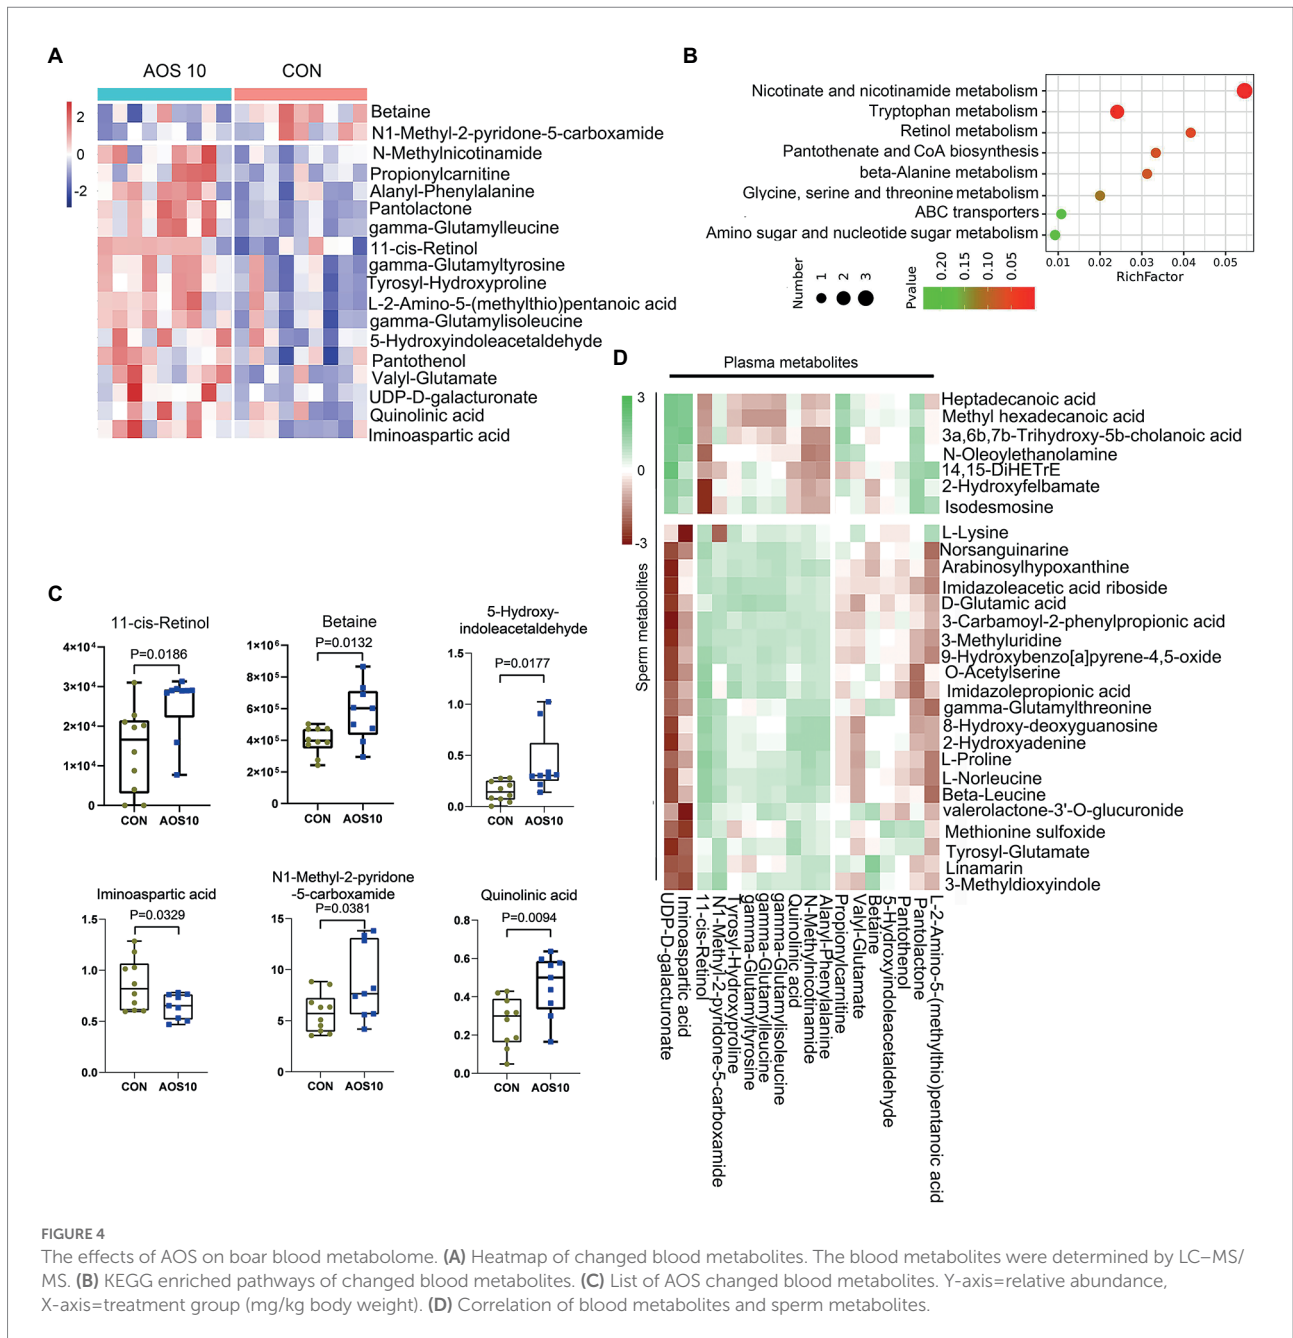 A
AOS 10
CON
2
0
-2
Betaine
N1-Methyl-2-pyridone-5-carboxamide
N-Methylnicotinamide
Propionylcarnitine
Alanyl-Phenylalanine
Pantolactone
gamma-Glutamylleucine
11-cis-Retinol
gamma-Glutamyltyrosine
Tyrosyl-Hydroxyproline
L-2-Amino-5-(methylthio)pentanoic acid
gamma-Glutamylisoleucine
5-Hydroxyindoleacetaldehyde
Pantothenol
Valyl-Glutamate
UDP-D-galacturonate
Quinolinic acid
Iminoaspartic acid
B
Nicotinate and nicotinamide metabolism
Tryptophan metabolism
Retinol metabolism
Pantothenate and CoA biosynthesis
beta-Alanine metabolism
Glycine, serine and threonine metabolism
ABC transporters
Amino sugar and nucleotide sugar metabolism
0.01 0.02 0.03 0.04 0.05
RichFactor
Number
1 2 3
Pvalue
0.20 0.15 0.10 0.05
C
11-cis-Retinol
P=0.0186
4×10⁴
3×10⁴
2×10⁴
1×10⁴
0
CON AOS10
Betaine
P=0.0132
1×10⁶
8×10⁵
6×10⁵
4×10⁵
2×10⁵
0
CON AOS10
5-Hydroxy-
indoleacetaldehyde
P=0.0177
1.5
1.0
0.5
0.0
CON AOS10
Iminoaspartic acid
P=0.0329
1.5
1.0
0.5
0.0
CON AOS10
N1-Methyl-2-pyridone
-5-carboxamide
P=0.0381
15
10
5
0
CON AOS10
Quinolinic acid
P=0.0094
0.8
0.6
0.4
0.2
0.0
CON AOS10
D
Plasma metabolites
3
0
-3
Sperm metabolites
Heptadecanoic acid
Methyl hexadecanoic acid
3a,6b,7b-Trihydroxy-5b-cholanoic acid
N-Oleoylethanolamine
14,15-DiHETrE
2-Hydroxyfelbamate
Isodesmosine
L-Lysine
Norsanguinarine
Arabinosylhypoxanthine
Imidazoleacetic acid riboside
D-Glutamic acid
3-Carbamoyl-2-phenylpropionic acid
3-Methyluridine
9-Hydroxybenzo[a]pyrene-4,5-oxide
O-Acetylserine
Imidazolepropionic acid
gamma-Glutamylthreonine
8-Hydroxy-deoxyguanosine
2-Hydroxyadenine
L-Proline
L-Norleucine
Beta-Leucine
valerolactone-3'-O-glucuronide
Methionine sulfoxide
Tyrosyl-Glutamate
Linamarin
3-Methyldioxyindole
UDP-D-galacturonate
Iminoaspartic acid
11-cis-Retinol
N1-Methyl-2-pyridone-5-carboxamide
Tyrosyl-Hydroxyproline
gamma-Glutamyltyrosine
gamma-Glutamylleucine
gamma-Glutamylisoleucine
Quinolinic acid
N-Methylnicotinamide
Alanyl-Phenylalanine
Propionylcarnitine
Valyl-Glutamate
Betaine
5-Hydroxyindoleacetaldehyde
Pantothenol
Pantolactone
L-2-Amino-5-(methylthio)pentanoic acid
FIGURE 4
The effects of AOS on boar blood metabolome. (A) Heatmap of changed blood metabolites. The blood metabolites were determined by LC–MS/
MS. (B) KEGG enriched pathways of changed blood metabolites. (C) List of AOS changed blood metabolites. Y-axis=relative abundance,
X-axis=treatment group (mg/kg body weight). (D) Correlation of blood metabolites and sperm metabolites.